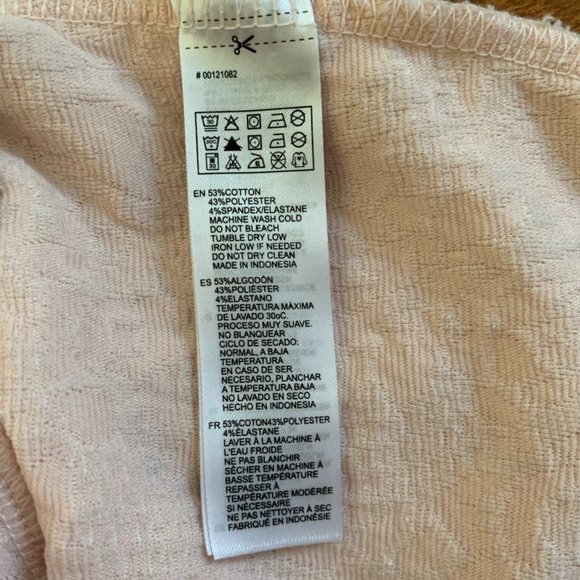 # 00121082
EN 53%COTTON
43%POLYESTER
4%SPANDEX/ELASTANE
MACHINE WASH COLD
DO NOT BLEACH
TUMBLE DRY LOW
IRON LOW IF NEEDED
DO NOT DRY CLEAN
MADE IN INDONESIA
ES 53%ALGODÓN
43%POLIÉSTER
4%ELASTANO
TEMPERATURA MÁXIMA
DE LAVADO 30oC.
PROCESO MUY SUAVE.
NO BLANQUEAR
CICLO DE SECADO:
NORMAL, A BAJA
TEMPERATURA
EN CASO DE SER
NECESARIO, PLANCHAR
A TEMPERATURA BAJA
NO LAVADO EN SECO
HECHO EN INDONESIA
FR 53%COTON43%POLYESTER
4%ÉLASTANE
LAVER À LA MACHINE À
L'EAU FROIDE
NE PAS BLANCHIR
SÉCHER EN MACHINE À
BASSE TEMPÉRATURE
REPASSER À
TEMPÉRATURE MODÉRÉE
SI NÉCESSAIRE
NE PAS NETTOYER À SEC
FABRIQUÉ EN INDONÉSIE